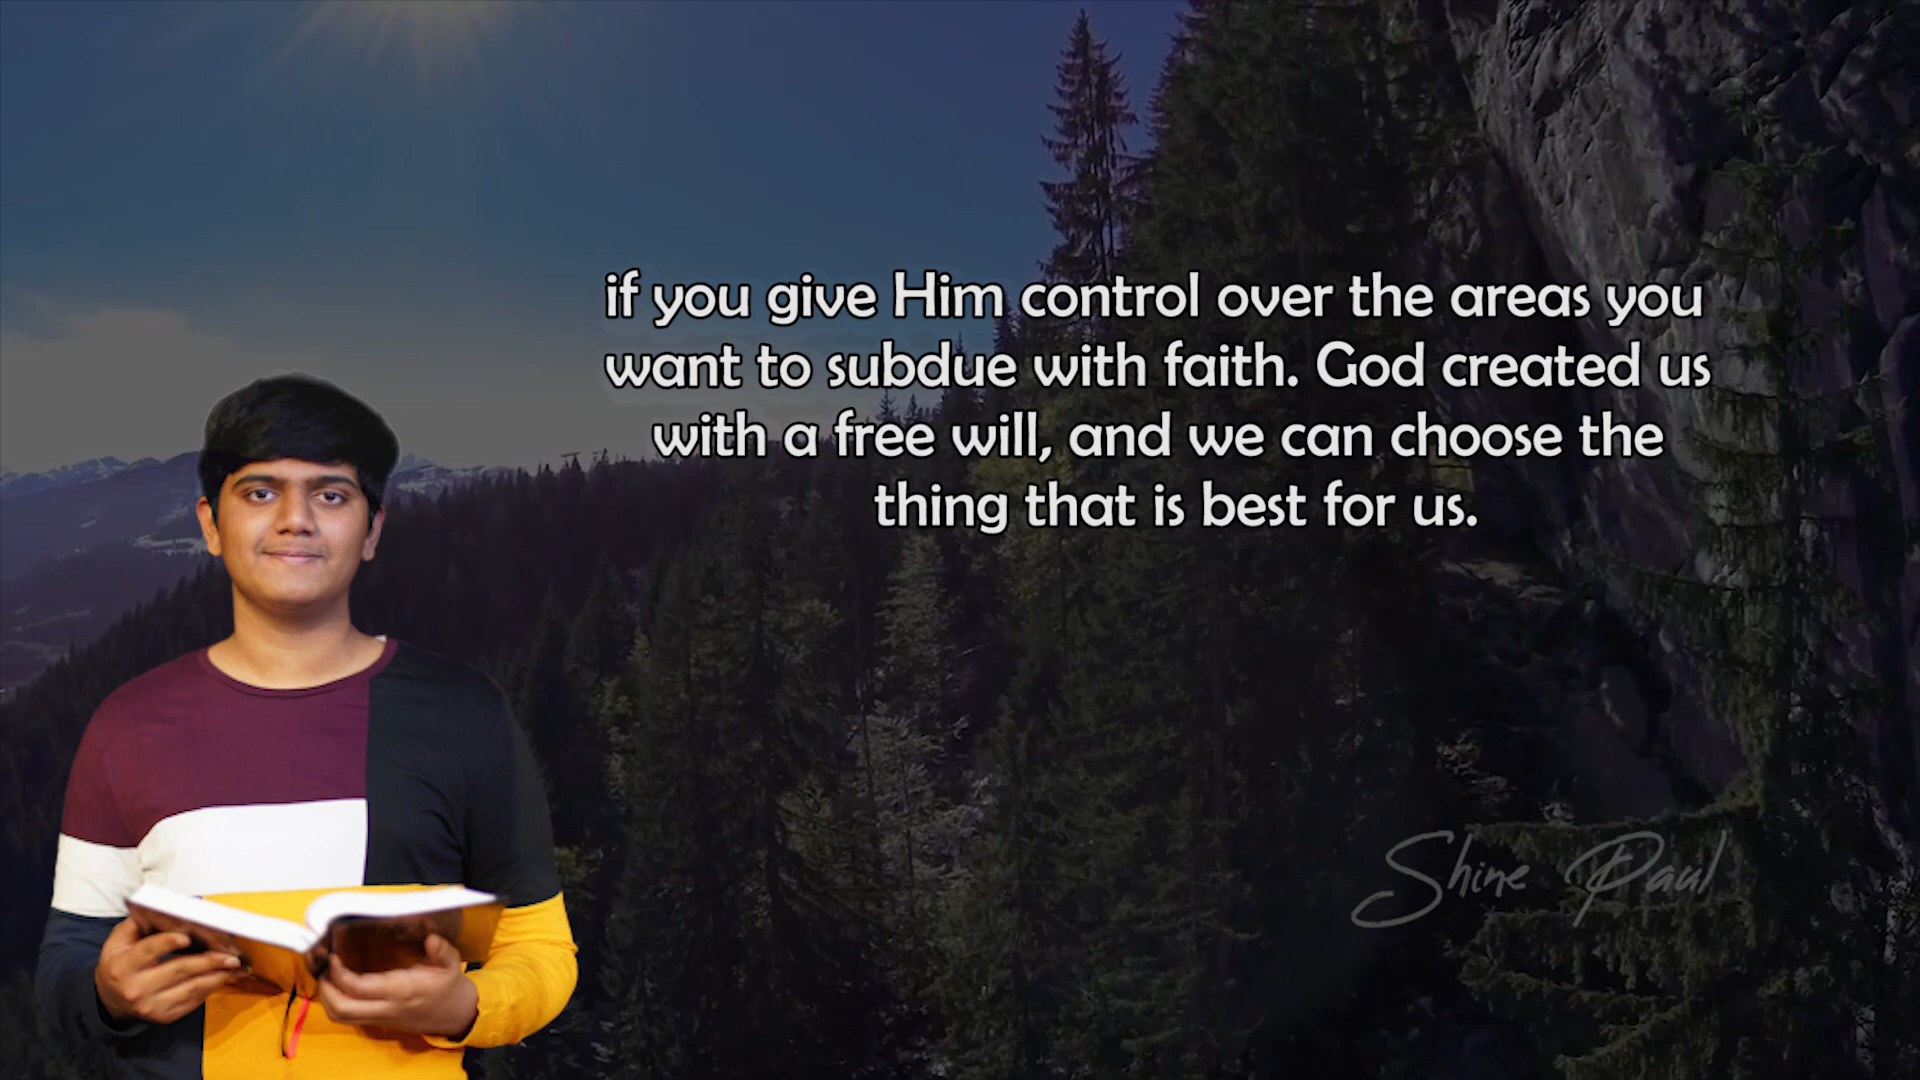 if you give Him control over the areas you
want to subdue with faith. God created us
with a free will, and we can choose the
thing that is best for us.
Shine Paul